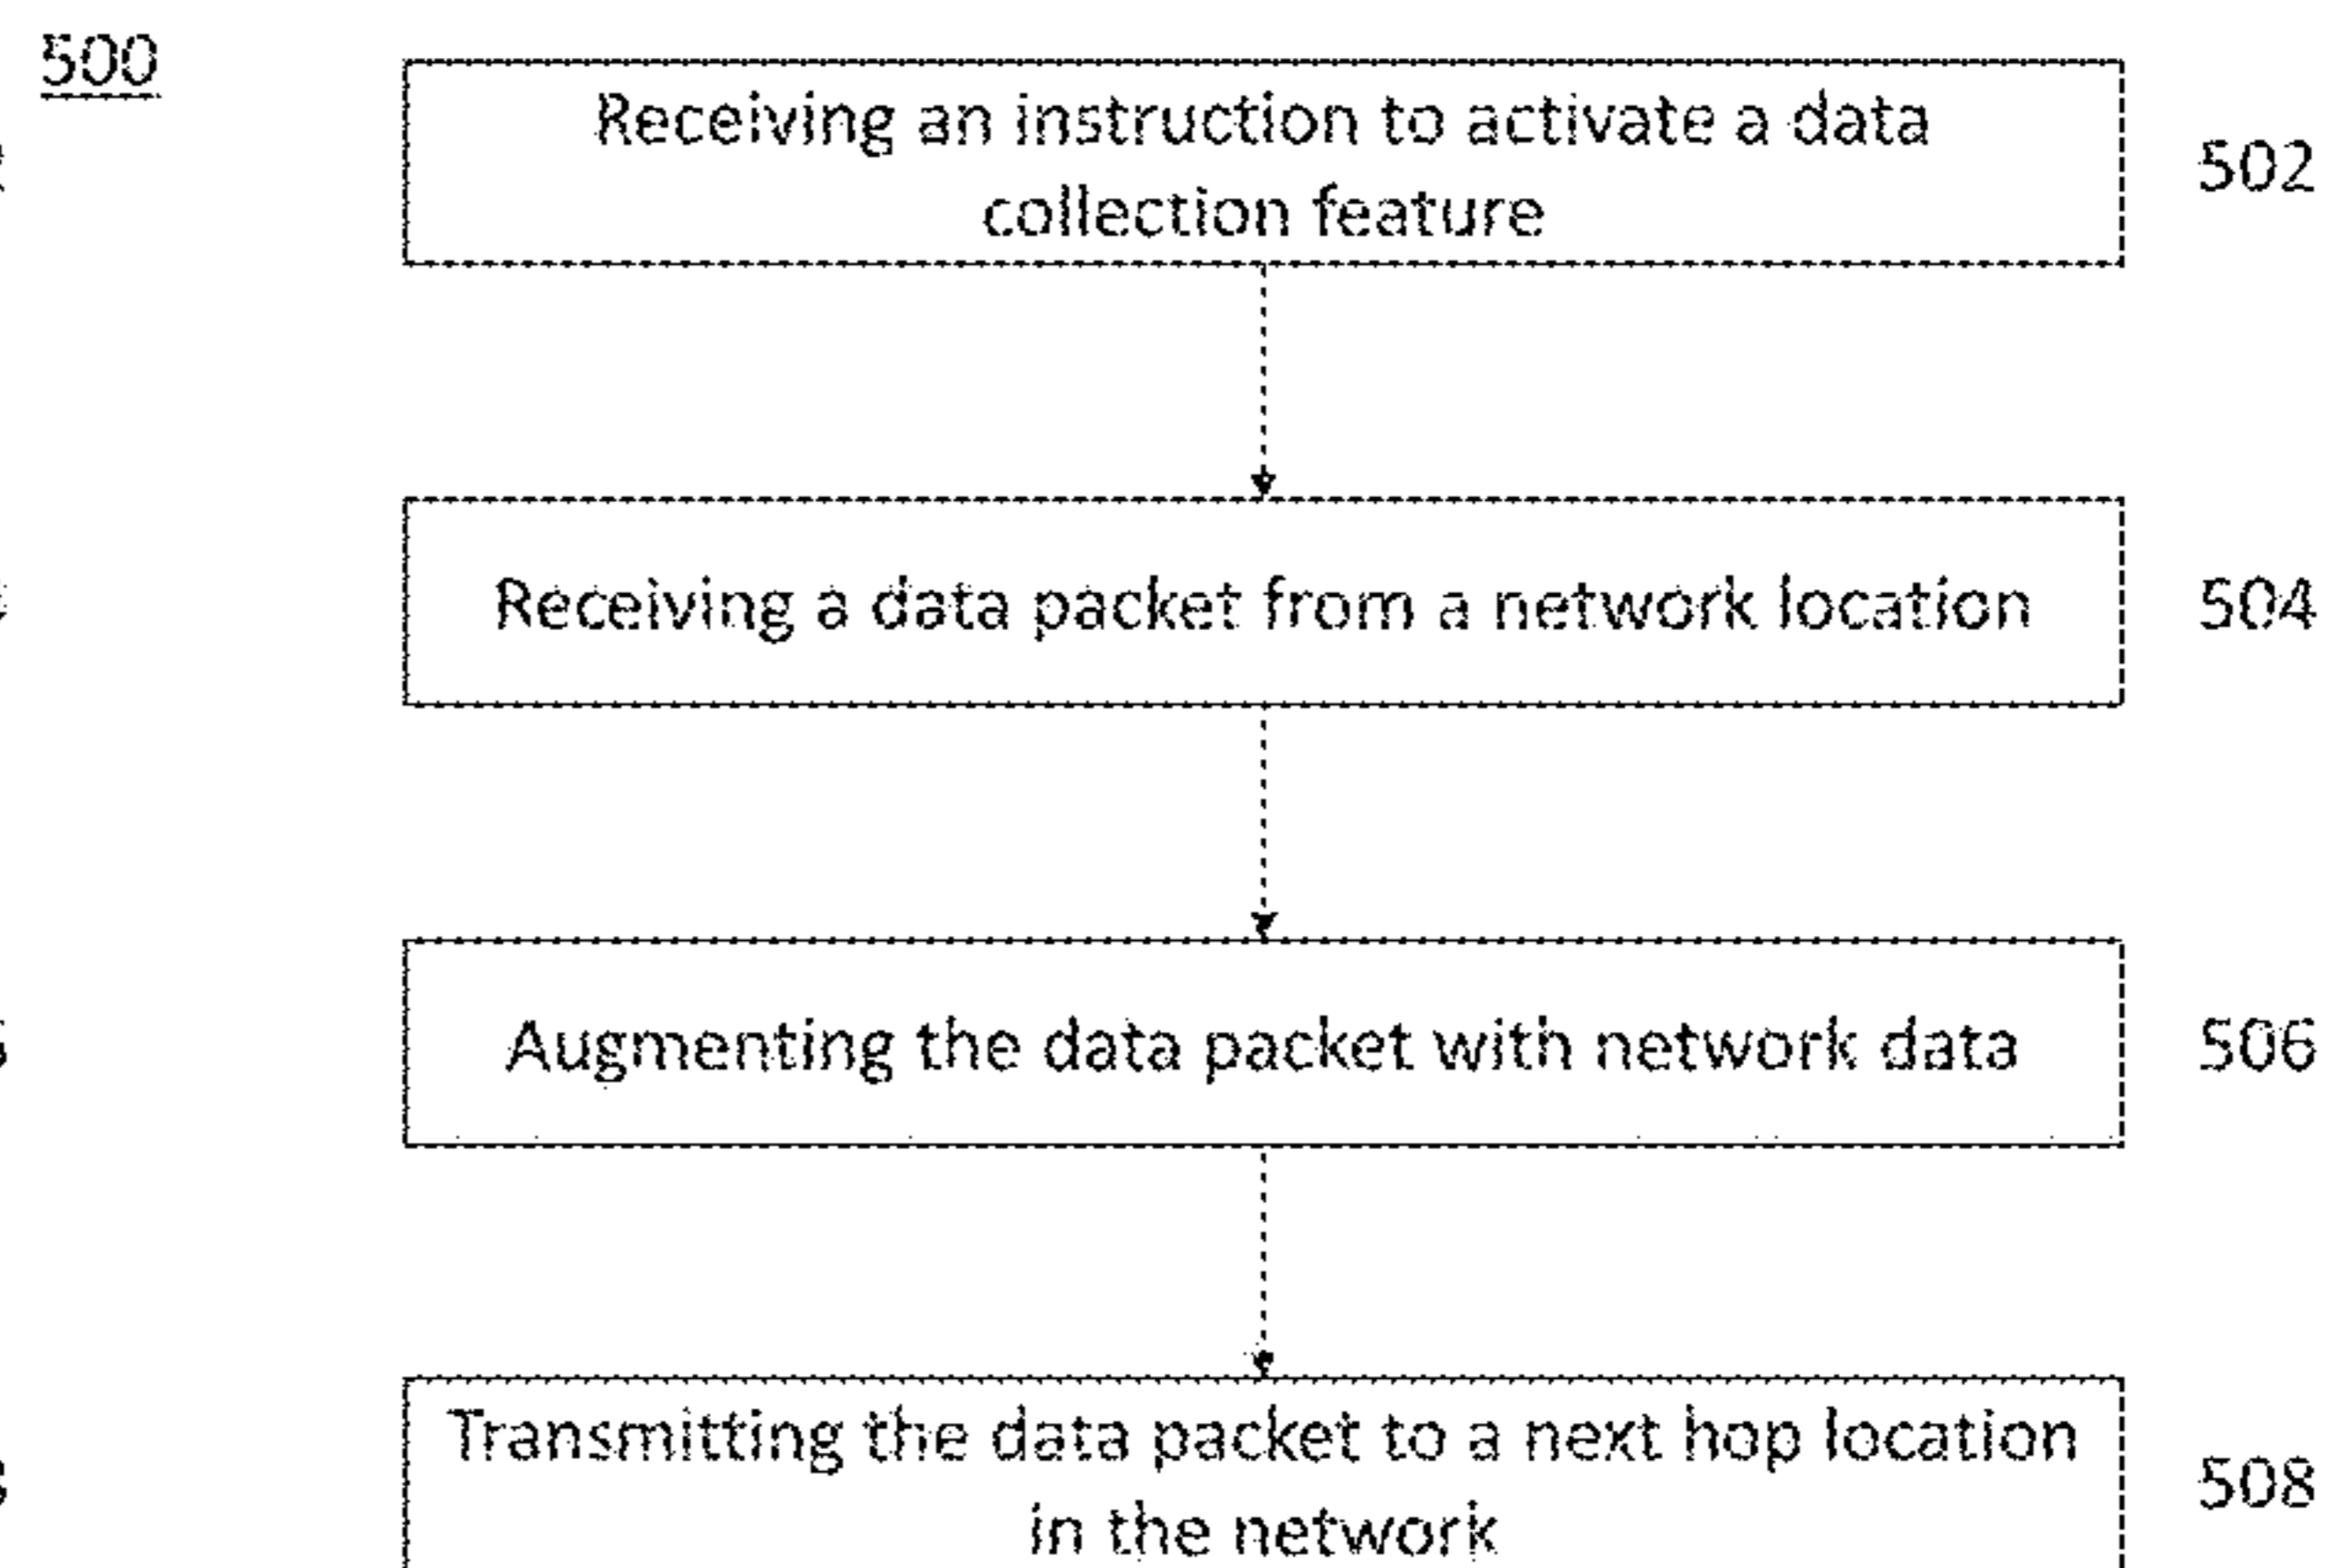 500
Receiving an instruction to activate a data
collection feature
502
Receiving a data packet from a network location
504
Augmenting the data packet with network data
506
Transmitting the data packet to a next hop location
in the network
508